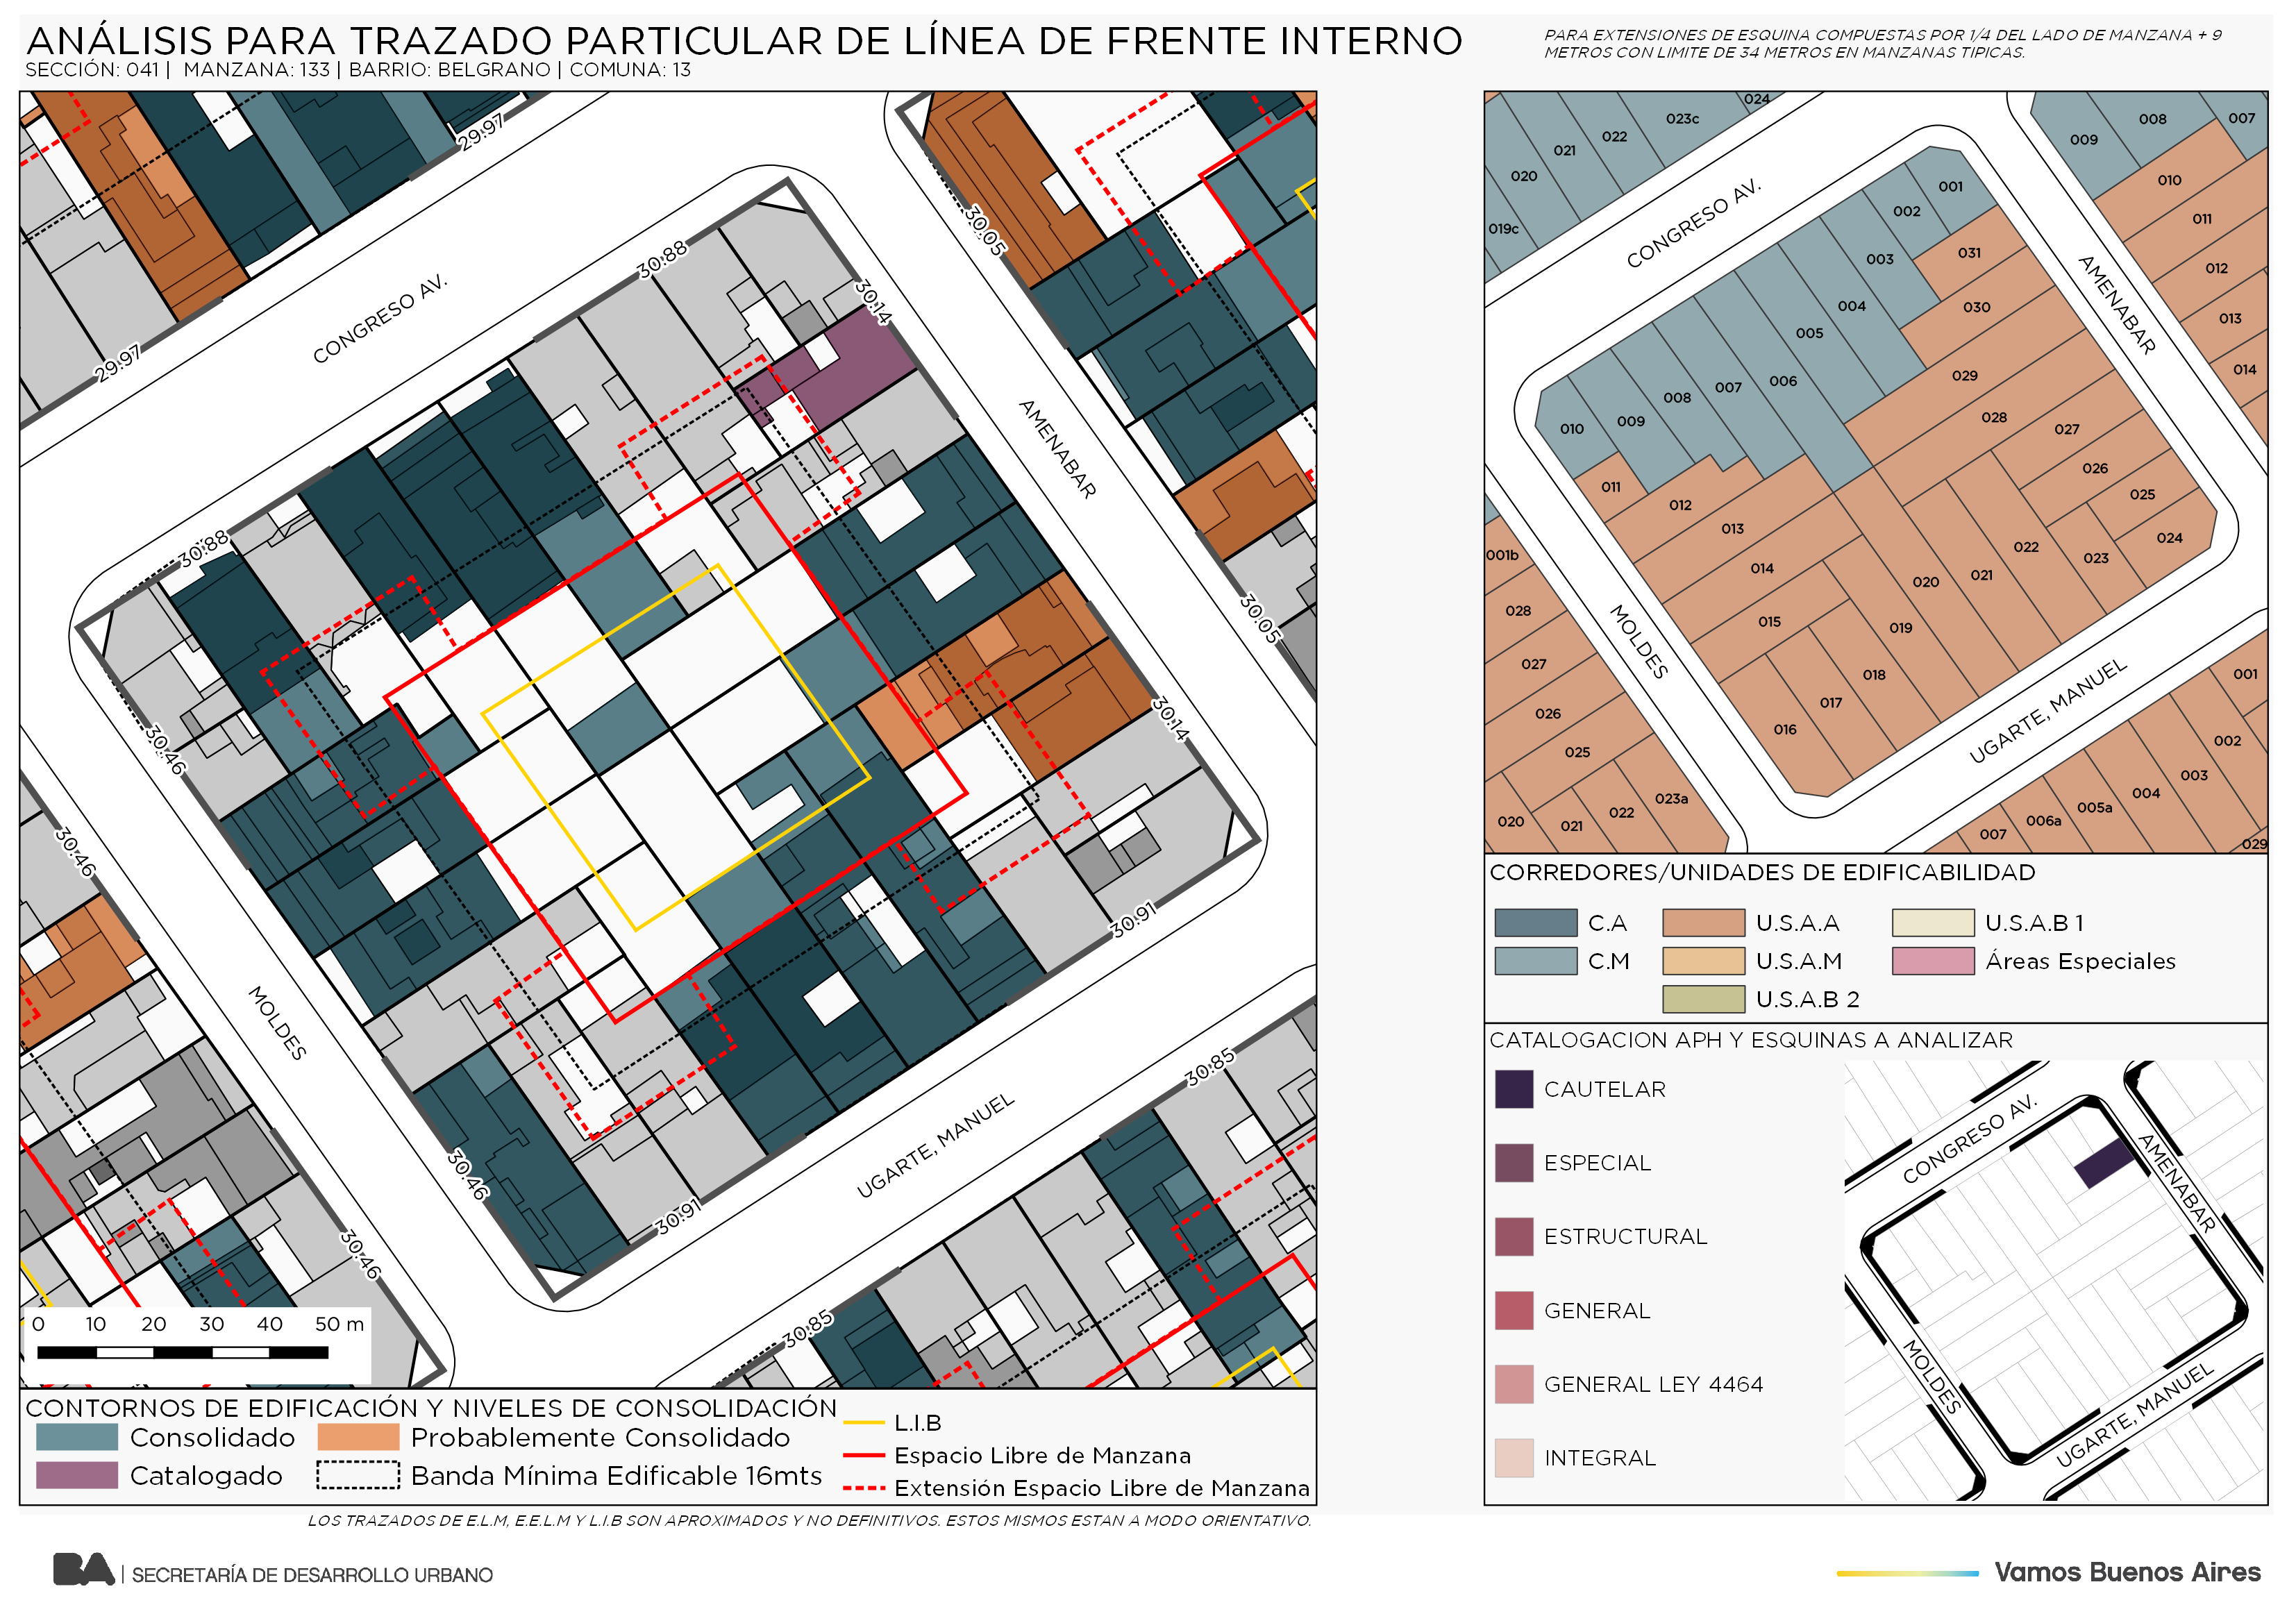 ANÁLISIS PARA TRAZADO PARTICULAR DE LÍNEA DE FRENTE INTERNO
SECCIÓN: 041 | MANZANA: 133 | BARRIO: BELGRANO | COMUNA: 13
PARA EXTENSIONES DE ESQUINA COMPUESTAS POR 1/4 DEL LADO DE MANZANA + 9
METROS CON LIMITE DE 34 METROS EN MANZANAS TIPICAS.
29.97
29.97
CONGRESO AV.
30.88
30.88
30.14
30.05
AMENABAR
30.05
30.14
30.46
30.46
MOLDES
30.46
30.46
30.91
30.91
UGARTE, MANUEL
30.85
30.85
0 10 20 30 40 50 m
CONTORNOS DE EDIFICACIÓN Y NIVELES DE CONSOLIDACIÓN
Consolidado
Probablemente Consolidado
Catalogado
Banda Mínima Edificable 16mts
L.I.B
Espacio Libre de Manzana
Extensión Espacio Libre de Manzana
LOS TRAZADOS DE E.L.M, E.E.L.M Y L.I.B SON APROXIMADOS Y NO DEFINITIVOS. ESTOS MISMOS ESTAN A MODO ORIENTATIVO.
024
023c
022
021
020
019c
009
008
007
010
011
012
013
014
CONGRESO AV.
AMENABAR
001
002
003
004
005
006
007
008
009
010
011
012
013
014
015
016
017
018
019
020
021
022
023
024
025
026
027
028
029
030
031
MOLDES
UGARTE, MANUEL
001b
028
027
026
025
020
021
022
023a
001
002
003
004
005a
006a
007
029
CORREDORES/UNIDADES DE EDIFICABILIDAD
C.A
U.S.A.A
U.S.A.B 1
C.M
U.S.A.M
Áreas Especiales
U.S.A.B 2
CATALOGACION APH Y ESQUINAS A ANALIZAR
CAUTELAR
ESPECIAL
ESTRUCTURAL
GENERAL
GENERAL LEY 4464
INTEGRAL
CONGRESO AV.
AMENABAR
MOLDES
UGARTE, MANUEL
BA | SECRETARÍA DE DESARROLLO URBANO
Vamos Buenos Aires